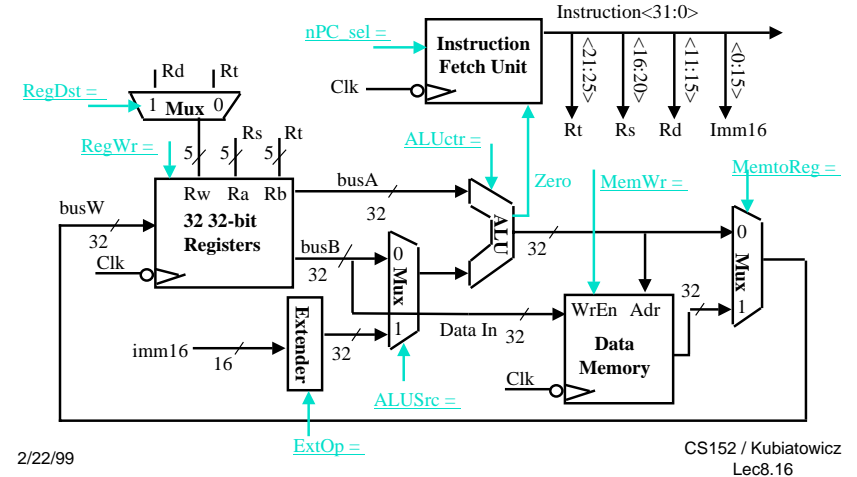 Instruction<31:0>
nPC_sel =
Instruction
Fetch Unit
Clk
<21:25>
<16:20>
<11:15>
<0:15>
Rt
Rs
Rd
Imm16
Rd
Rt
RegDst =
1 Mux 0
Rs
Rt
RegWr =
5
5
5
ALUctr =
Zero
MemWr =
MemtoReg =
busA
32
Rw Ra Rb
32 32-bit
Registers
busW
32
Clk
busB
32
0
Mux
1
ALU
32
0
Mux
1
32
WrEn Adr
Data
Memory
Data In
32
Clk
imm16
16
Extender
32
ALUSrc =
ExtOp =
2/22/99
CS152 / Kubiatowicz
Lec8.16